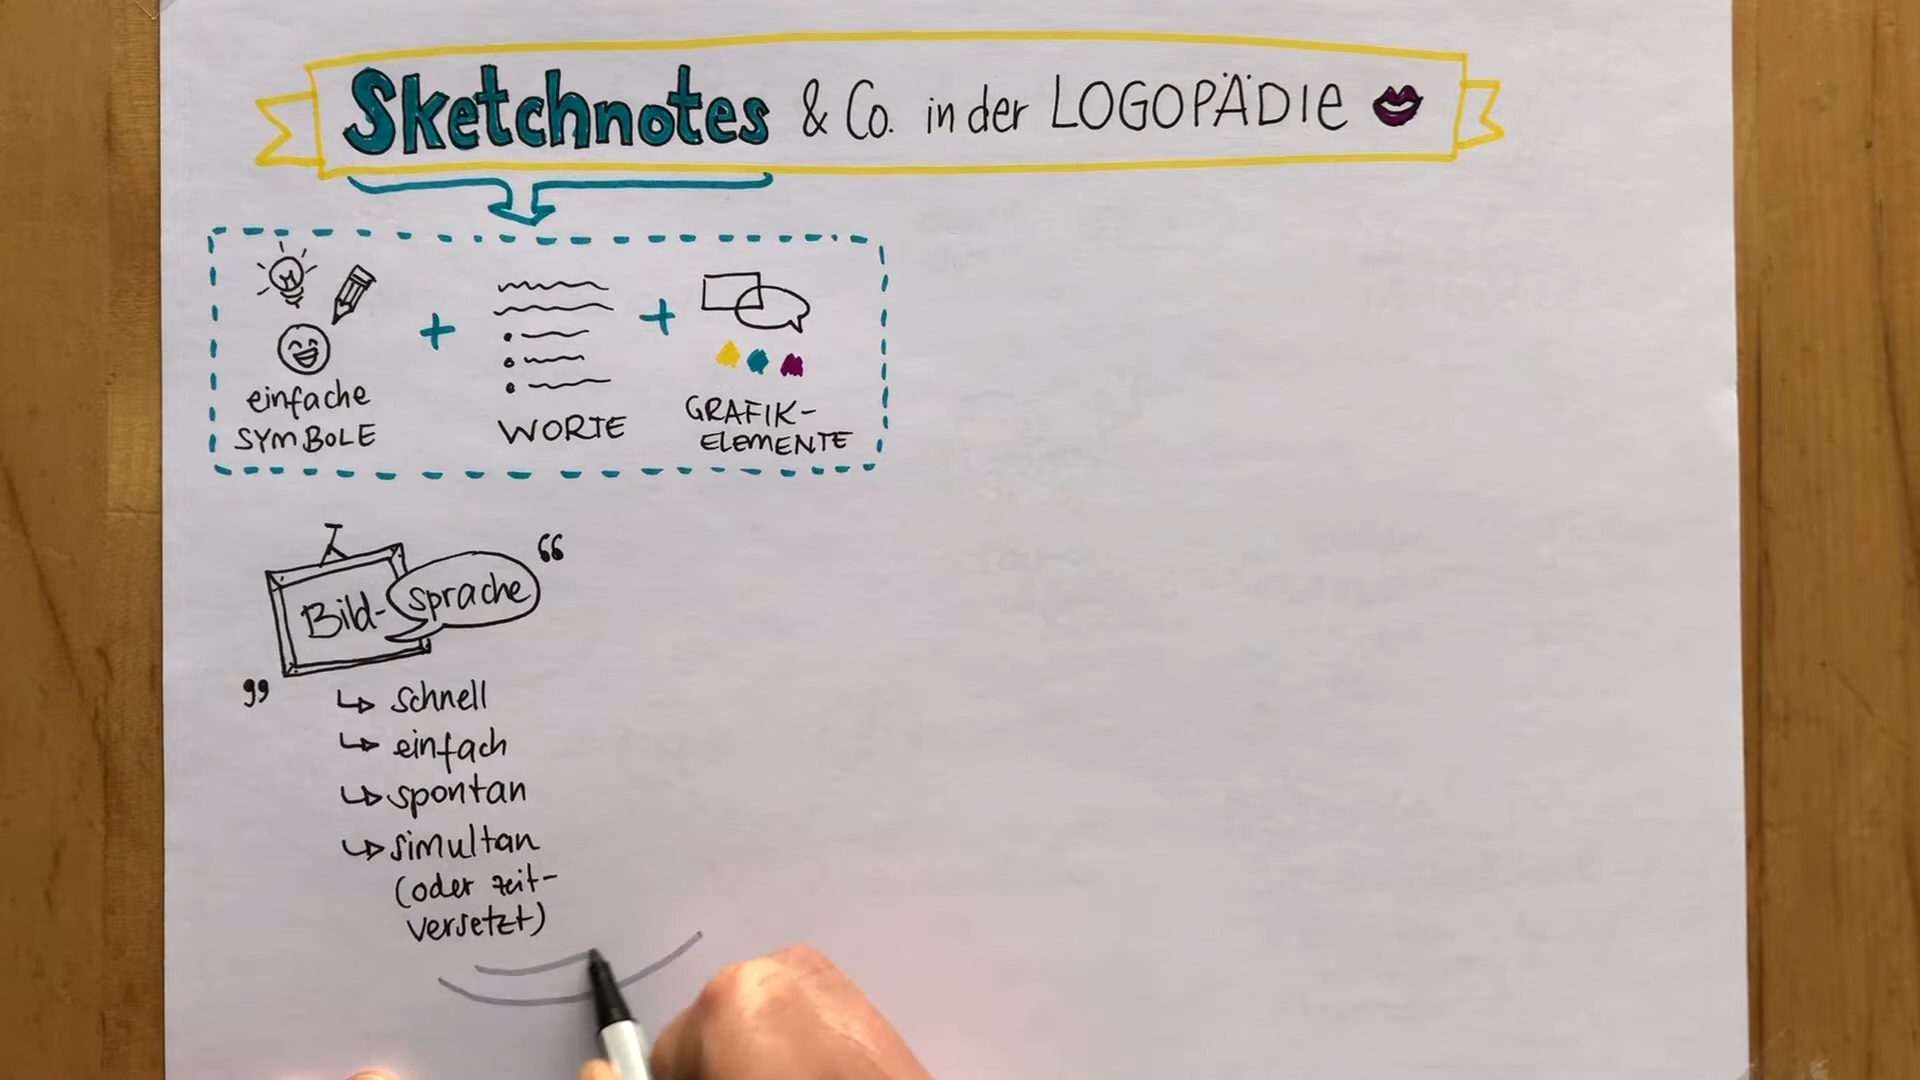 Sketchnotes & Co. in der LOGOPÄDIE
einfache
SYMBOLE
+
WORTE
+
GRAFIK-
ELEMENTE
Bild-sprache
schnell
einfach
spontan
simultan
(oder zeit-
versetzt)